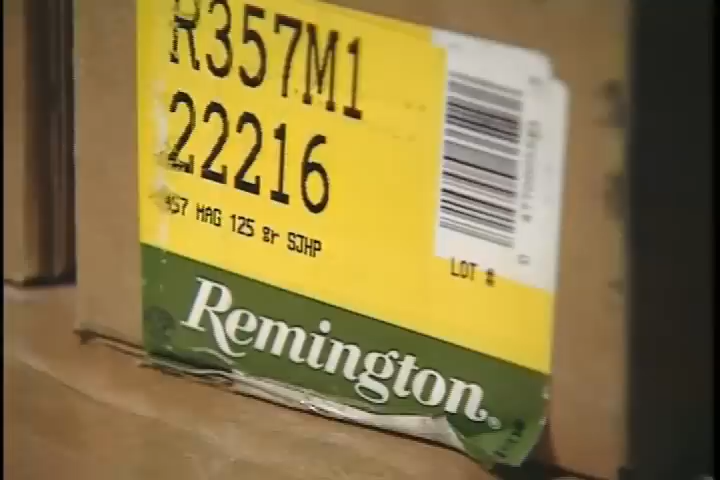 R357M1
22216
357 MAG 125 gr SJHP
LOT #
Remington®